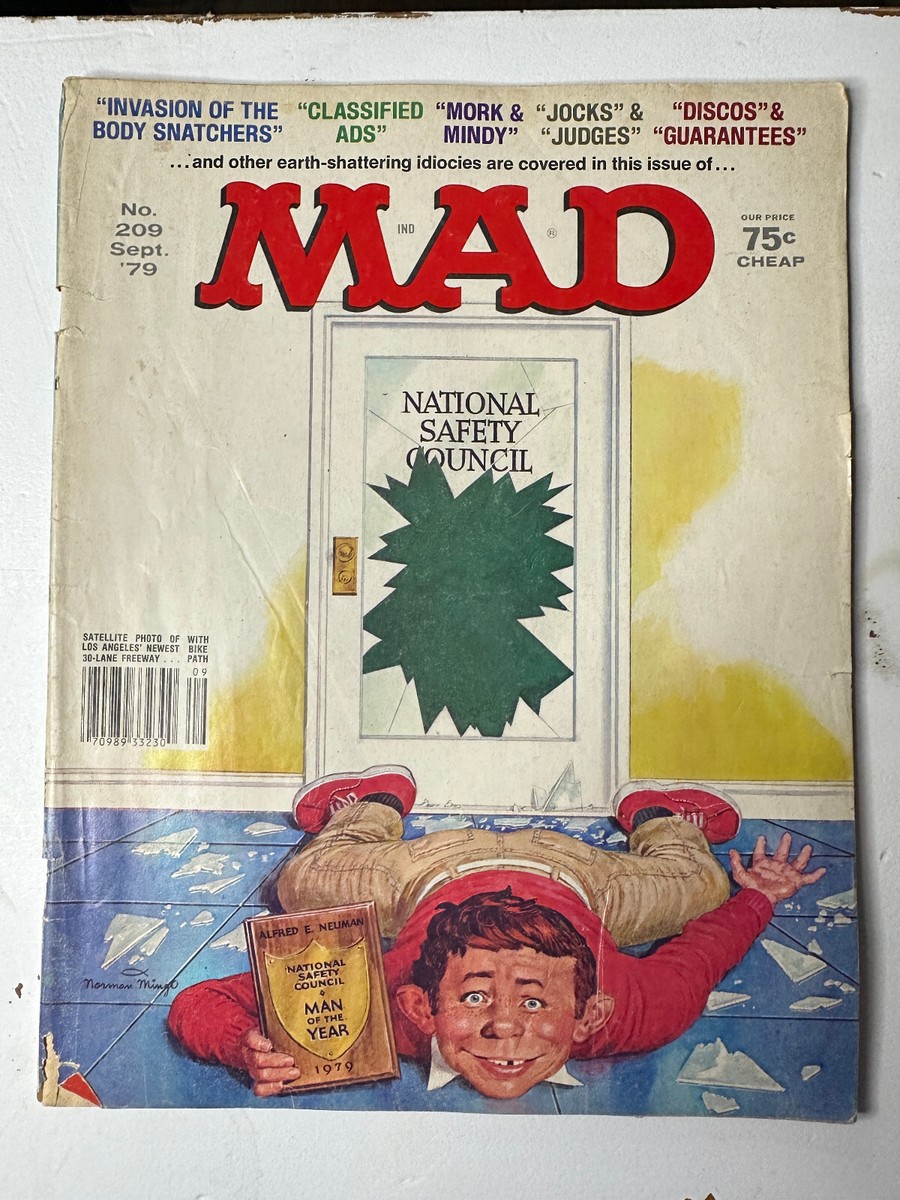 "INVASION OF THE
BODY SNATCHERS"
"CLASSIFIED
ADS"
"MORK &
MINDY"
"JOCKS" &
"JUDGES"
"DISCOS" &
"GUARANTEES"
...and other earth-shattering idiocies are covered in this issue of...
No.
209
Sept.
'79
MAD
IND
®
OUR PRICE
75c
CHEAP
NATIONAL
SAFETY
COUNCIL
SATELLITE PHOTO OF WITH
LOS ANGELES' NEWEST BIKE
30-LANE FREEWAY... PATH
09
70989 33230
ALFRED E. NEUMAN
NATIONAL
SAFETY
COUNCIL
MAN
OF THE
YEAR
1979
Norman Mingo